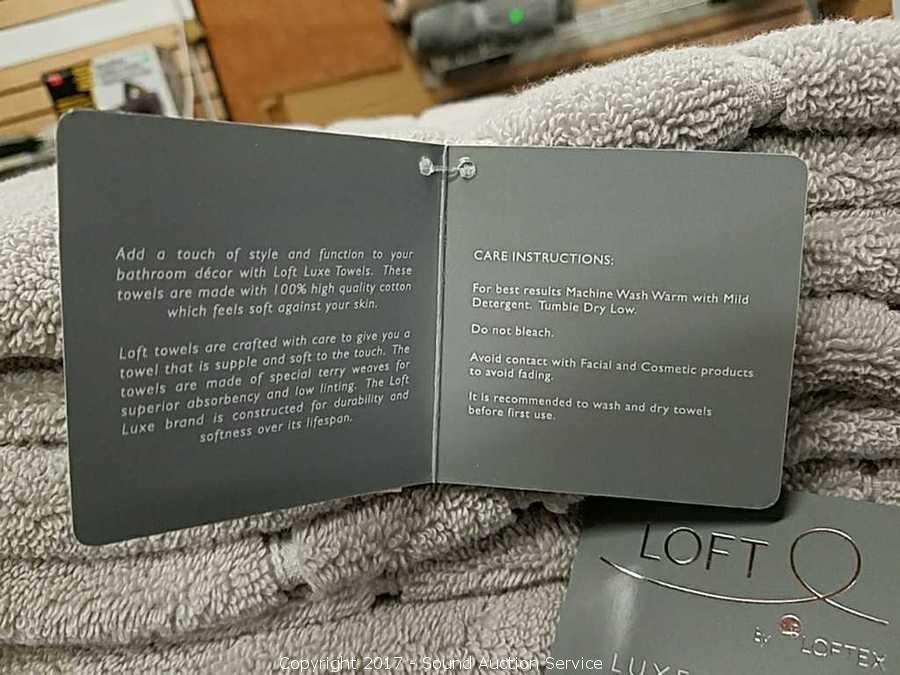 Add a touch of style and function to your
bathroom décor with Loft Luxe Towels. These
towels are made with 100% high quality cotton
which feels soft against your skin.
Loft towels are crafted with care to give you a
towel that is supple and soft to the touch. The
towels are made of special terry weaves for
superior absorbency and low linting. The Loft
Luxe brand is constructed for durability and
softness over its lifespan.
CARE INSTRUCTIONS:
For best results Machine Wash Warm with Mild
Detergent. Tumble Dry Low.
Do not bleach.
Avoid contact with Facial and Cosmetic products
to avoid fading.
It is recommended to wash and dry towels
before first use.
LOFT
By LOFTEX
LUXE
Copyright 2017 - Sound Auction Service